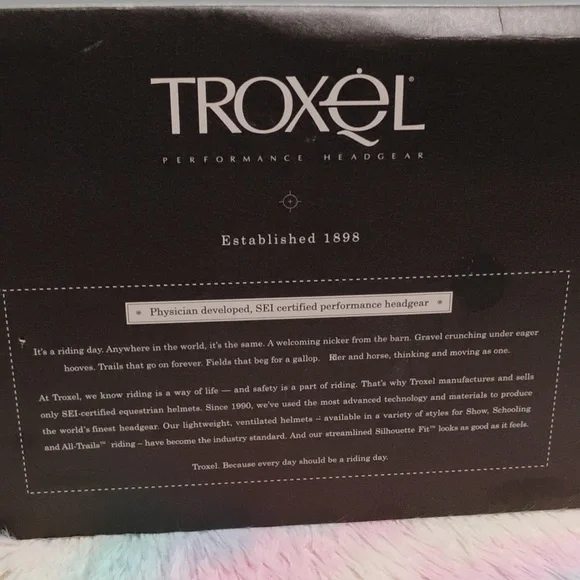 TROXEL®
PERFORMANCE HEADGEAR
Established 1898
Physician developed, SEI certified performance headgear
It's a riding day. Anywhere in the world, it's the same. A welcoming nicker from the barn. Gravel crunching under eager
hooves. Trails that go on forever. Fields that beg for a gallop. Rider and horse, thinking and moving as one.
At Troxel, we know riding is a way of life — and safety is a part of riding. That's why Troxel manufactures and sells
only SEI-certified equestrian helmets. Since 1990, we've used the most advanced technology and materials to produce
the world's finest headgear. Our lightweight, ventilated helmets – available in a variety of styles for Show, Schooling
and All-Trails™ riding – have become the industry standard. And our streamlined Silhouette Fit™ looks as good as it feels.
Troxel. Because every day should be a riding day.